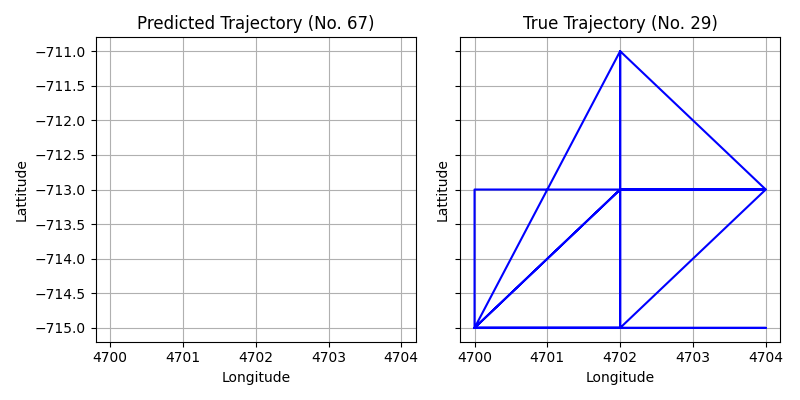 Predicted Trajectory (No. 67)
Lattitude
−711.0
−711.5
−712.0
−712.5
−713.0
−713.5
−714.0
−714.5
−715.0
4700 4701 4702 4703 4704
Longitude
True Trajectory (No. 29)
Lattitude
4700 4701 4702 4703 4704
Longitude